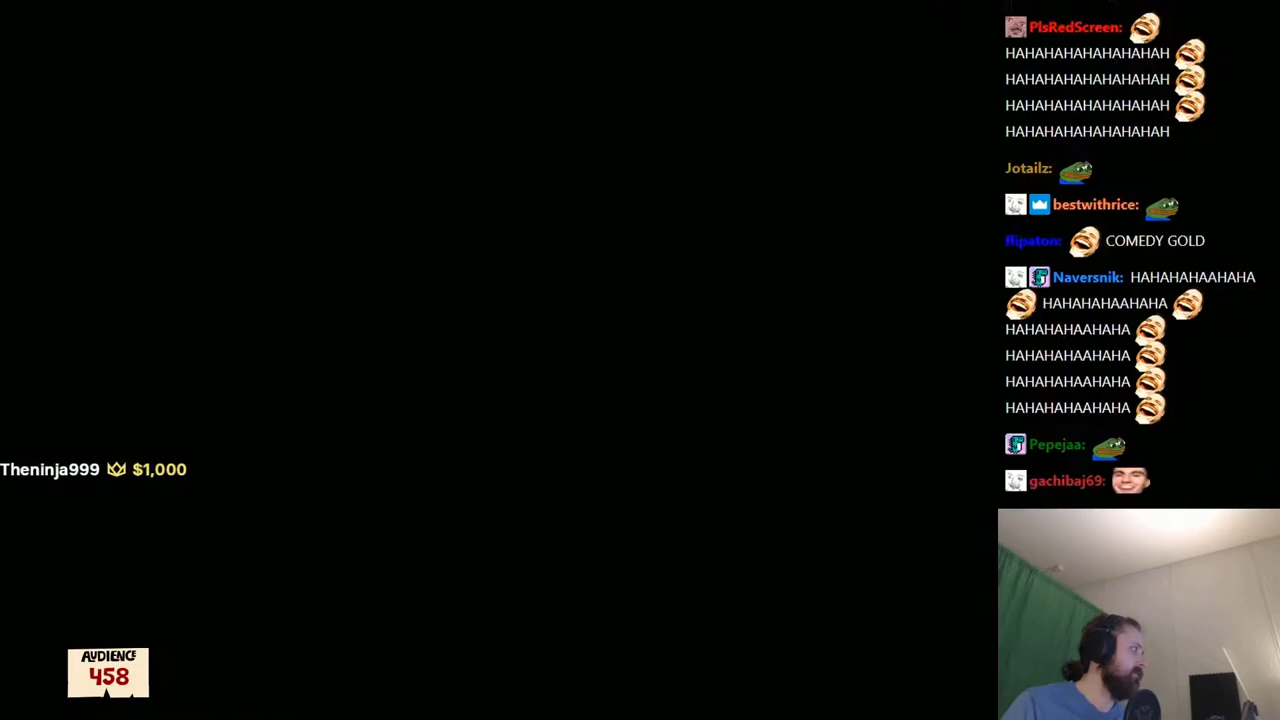 PlsRedScreen:
HAHAHAHAHAHAHAHAH
HAHAHAHAHAHAHAHAH
HAHAHAHAHAHAHAHAH
HAHAHAHAHAHAHAHAH
Jotailz:
bestwithrice:
flipaton: COMEDY GOLD
Naversnik: HAHAHAHAAHAHA
HAHAHAHAAHAHA
HAHAHAHAAHAHA
HAHAHAHAAHAHA
HAHAHAHAAHAHA
HAHAHAHAAHAHA
Pepejaa:
gachibaj69:
Theninja999 $1,000
AUDIENCE
458